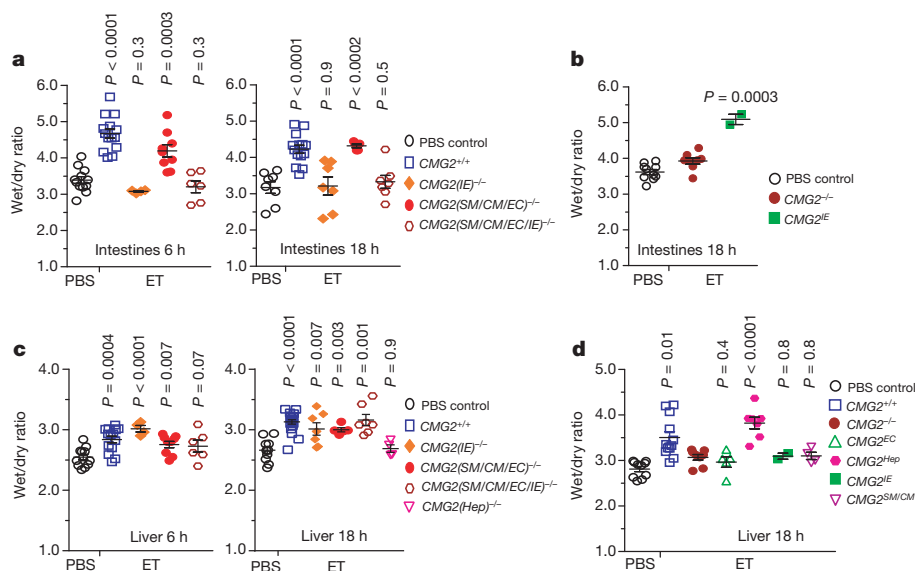 a
Wet/dry ratio
6.0
5.0
4.0
3.0
2.0
1.0
P < 0.0001
P = 0.3
P = 0.0003
P = 0.3
Intestines 6 h
PBS
ET
6.0
5.0
4.0
3.0
2.0
1.0
P < 0.0001
P = 0.9
P < 0.0002
P = 0.5
Intestines 18 h
PBS
ET
PBS control
CMG2+/+
CMG2(IE)–/–
CMG2(SM/CM/EC)–/–
CMG2(SM/CM/EC/IE)–/–
b
Wet/dry ratio
6.0
5.0
4.0
3.0
2.0
1.0
P = 0.0003
Intestines 18 h
PBS
ET
PBS control
CMG2–/–
CMG2IE
c
Wet/dry ratio
4.0
3.0
2.0
1.0
P = 0.0004
P < 0.0001
P = 0.007
P = 0.07
Liver 6 h
PBS
ET
4.0
3.0
2.0
1.0
P < 0.0001
P = 0.007
P = 0.003
P = 0.001
P = 0.9
Liver 18 h
PBS
ET
PBS control
CMG2+/+
CMG2(IE)–/–
CMG2(SM/CM/EC)–/–
CMG2(SM/CM/EC/IE)–/–
CMG2(Hep)–/–
d
Wet/dry ratio
5.0
4.0
3.0
2.0
1.0
P = 0.01
P = 0.4
P < 0.0001
P = 0.8
P = 0.8
Liver 18 h
PBS
ET
PBS control
CMG2+/+
CMG2–/–
CMG2EC
CMG2Hep
CMG2IE
CMG2SM/CM